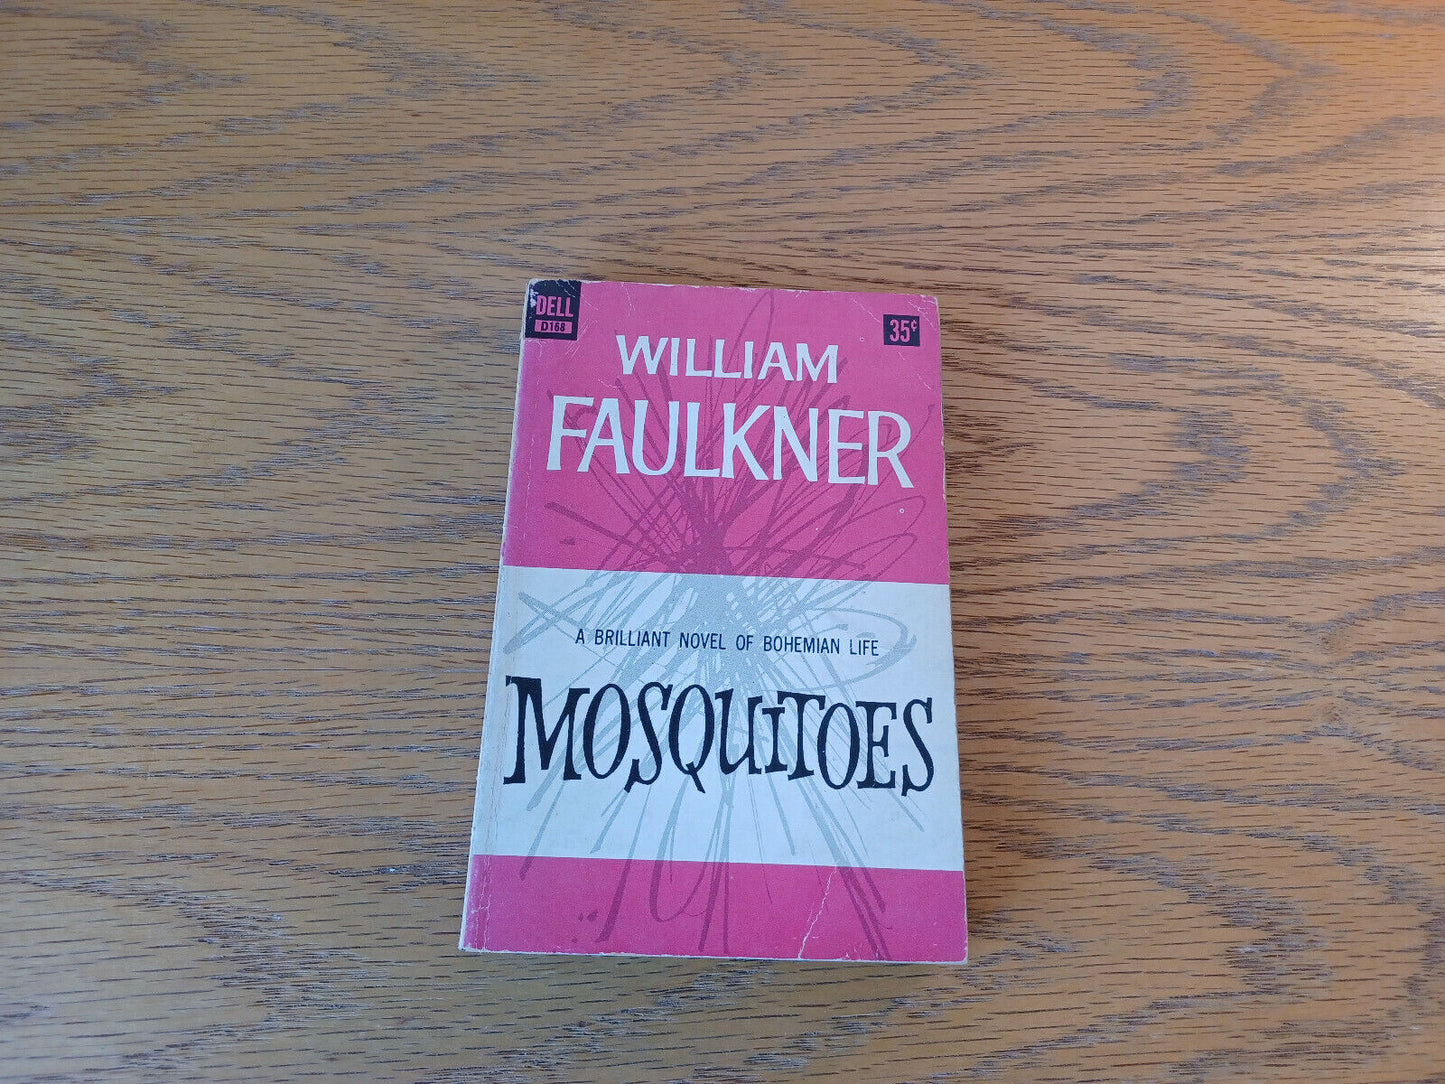 DELL
D168
35¢
WILLIAM
FAULKNER
A BRILLIANT NOVEL OF BOHEMIAN LIFE
MOSQUITOES